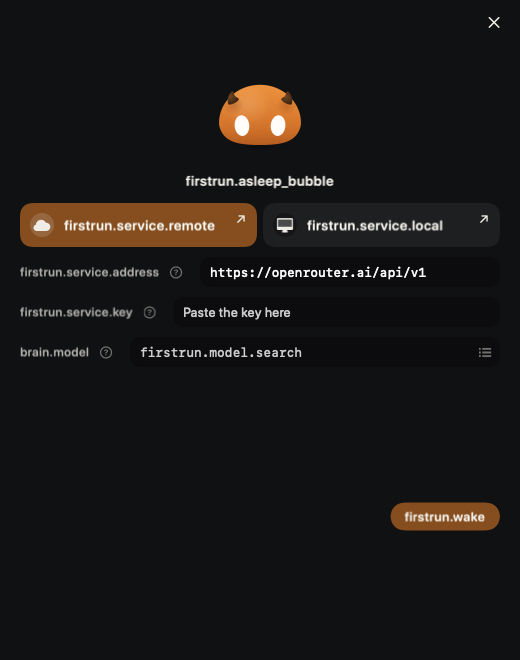 firstrun.asleep_bubble
firstrun.service.remote
firstrun.service.local
firstrun.service.address ? https://openrouter.ai/api/v1
firstrun.service.key ? Paste the key here
brain.model ? firstrun.model.search
firstrun.wake